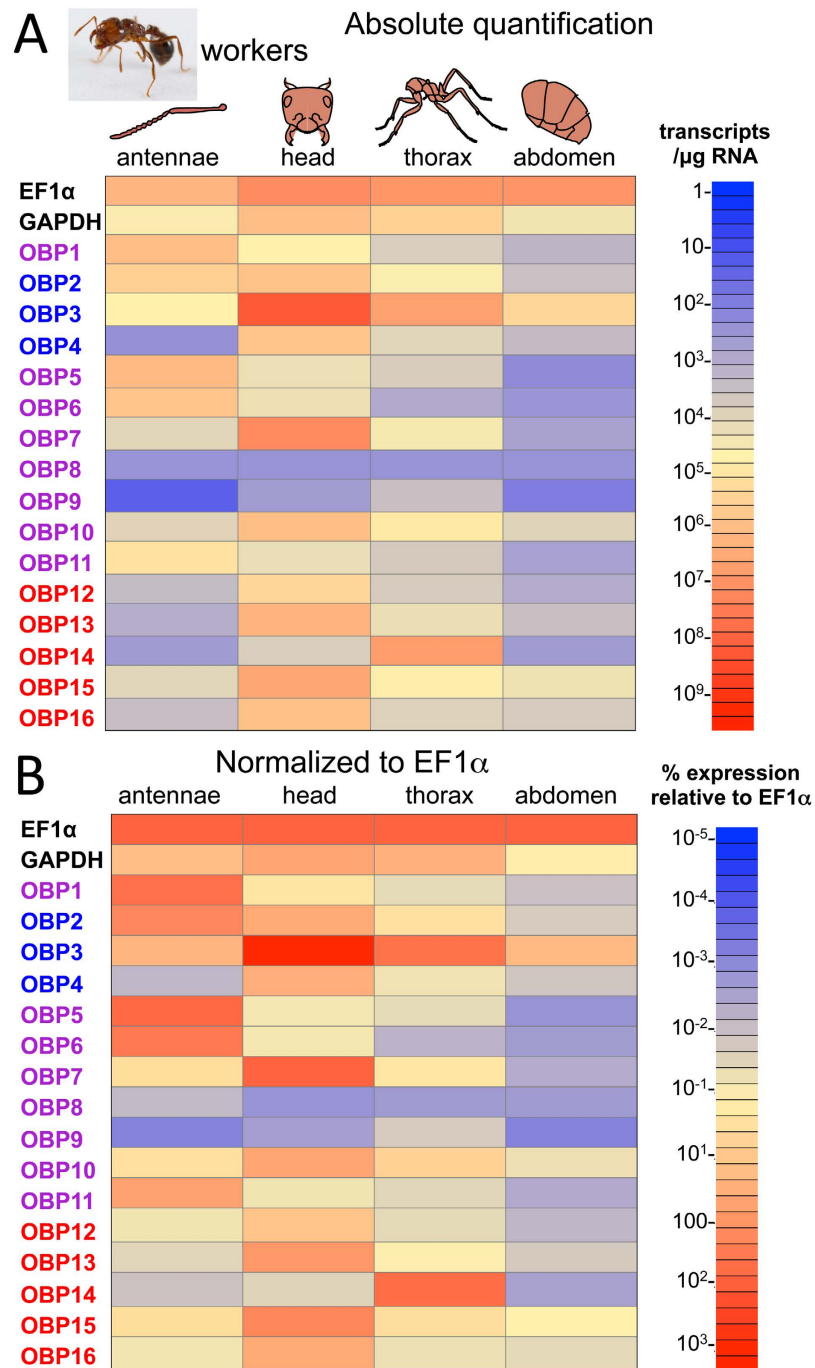 A
workers
Absolute quantification
antennae head thorax abdomen
transcripts
/µg RNA
EF1α
GAPDH
OBP1
OBP2
OBP3
OBP4
OBP5
OBP6
OBP7
OBP8
OBP9
OBP10
OBP11
OBP12
OBP13
OBP14
OBP15
OBP16
1
10
10²
10³
10⁴
10⁵
10⁶
10⁷
10⁸
10⁹
B
Normalized to EF1α
antennae head thorax abdomen
% expression
relative to EF1α
EF1α
GAPDH
OBP1
OBP2
OBP3
OBP4
OBP5
OBP6
OBP7
OBP8
OBP9
OBP10
OBP11
OBP12
OBP13
OBP14
OBP15
OBP16
10⁻⁵
10⁻⁴
10⁻³
10⁻²
10⁻¹
10¹
100
10²
10³